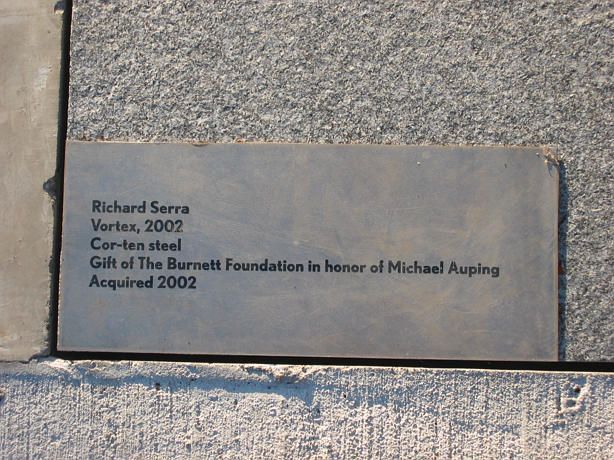 Richard Serra
Vortex, 2002
Cor-ten steel
Gift of The Burnett Foundation in honor of Michael Auping
Acquired 2002